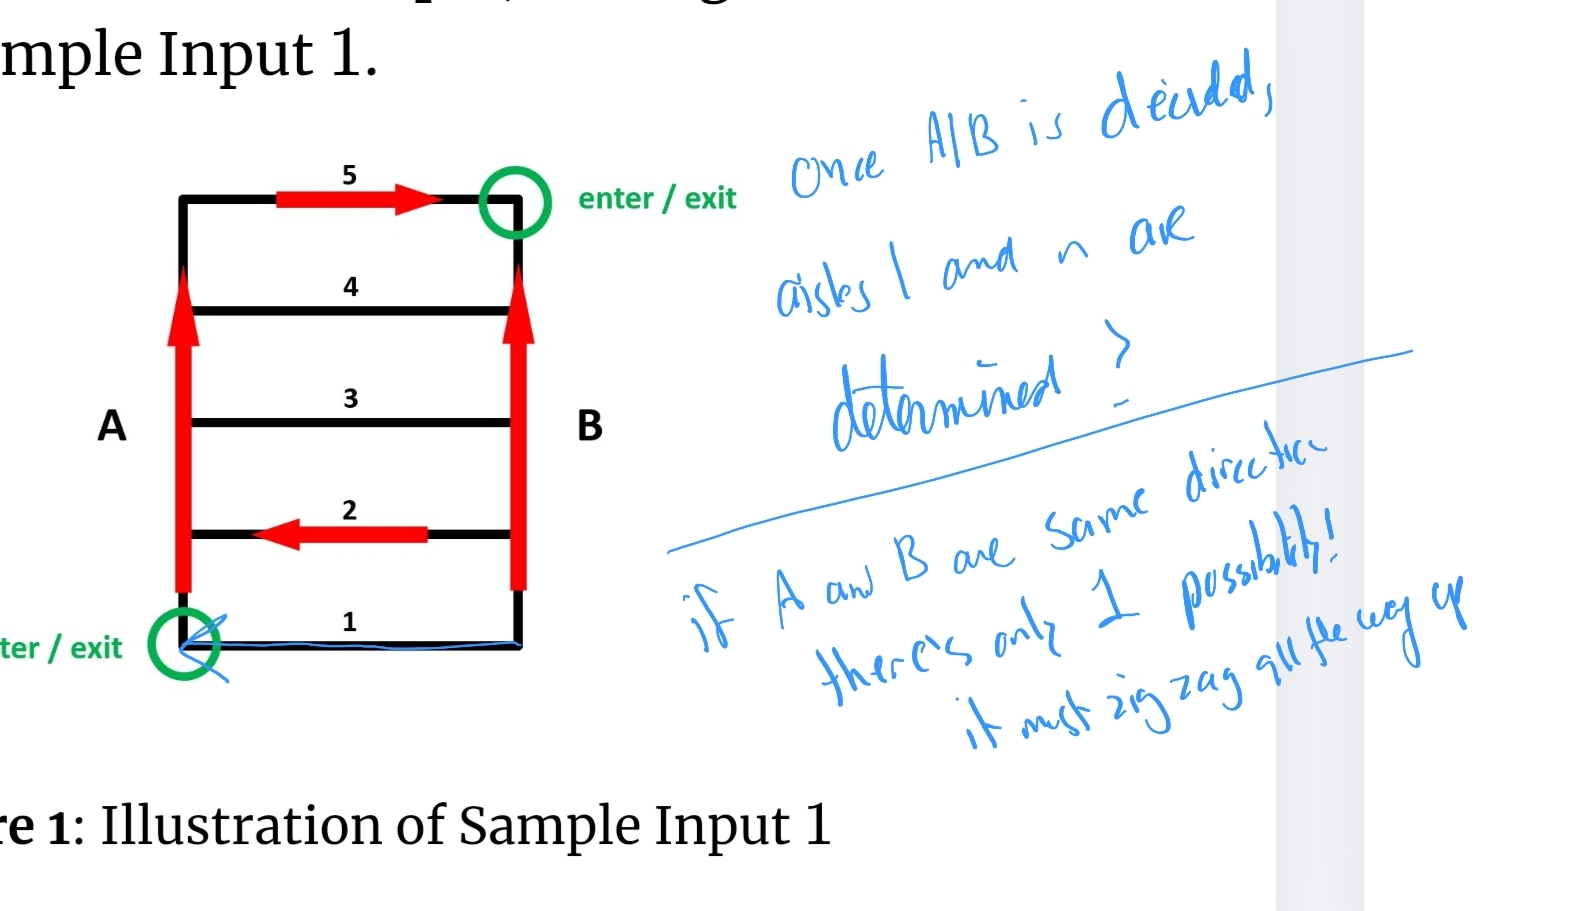 mple Input 1.
5
enter / exit
4
3
A
B
2
1
ter / exit
once A/B is decided,
aisles 1 and n are
determined?
if A and B are same direction
there's only 1 possibility!
it must zig zag all the way up
re 1: Illustration of Sample Input 1